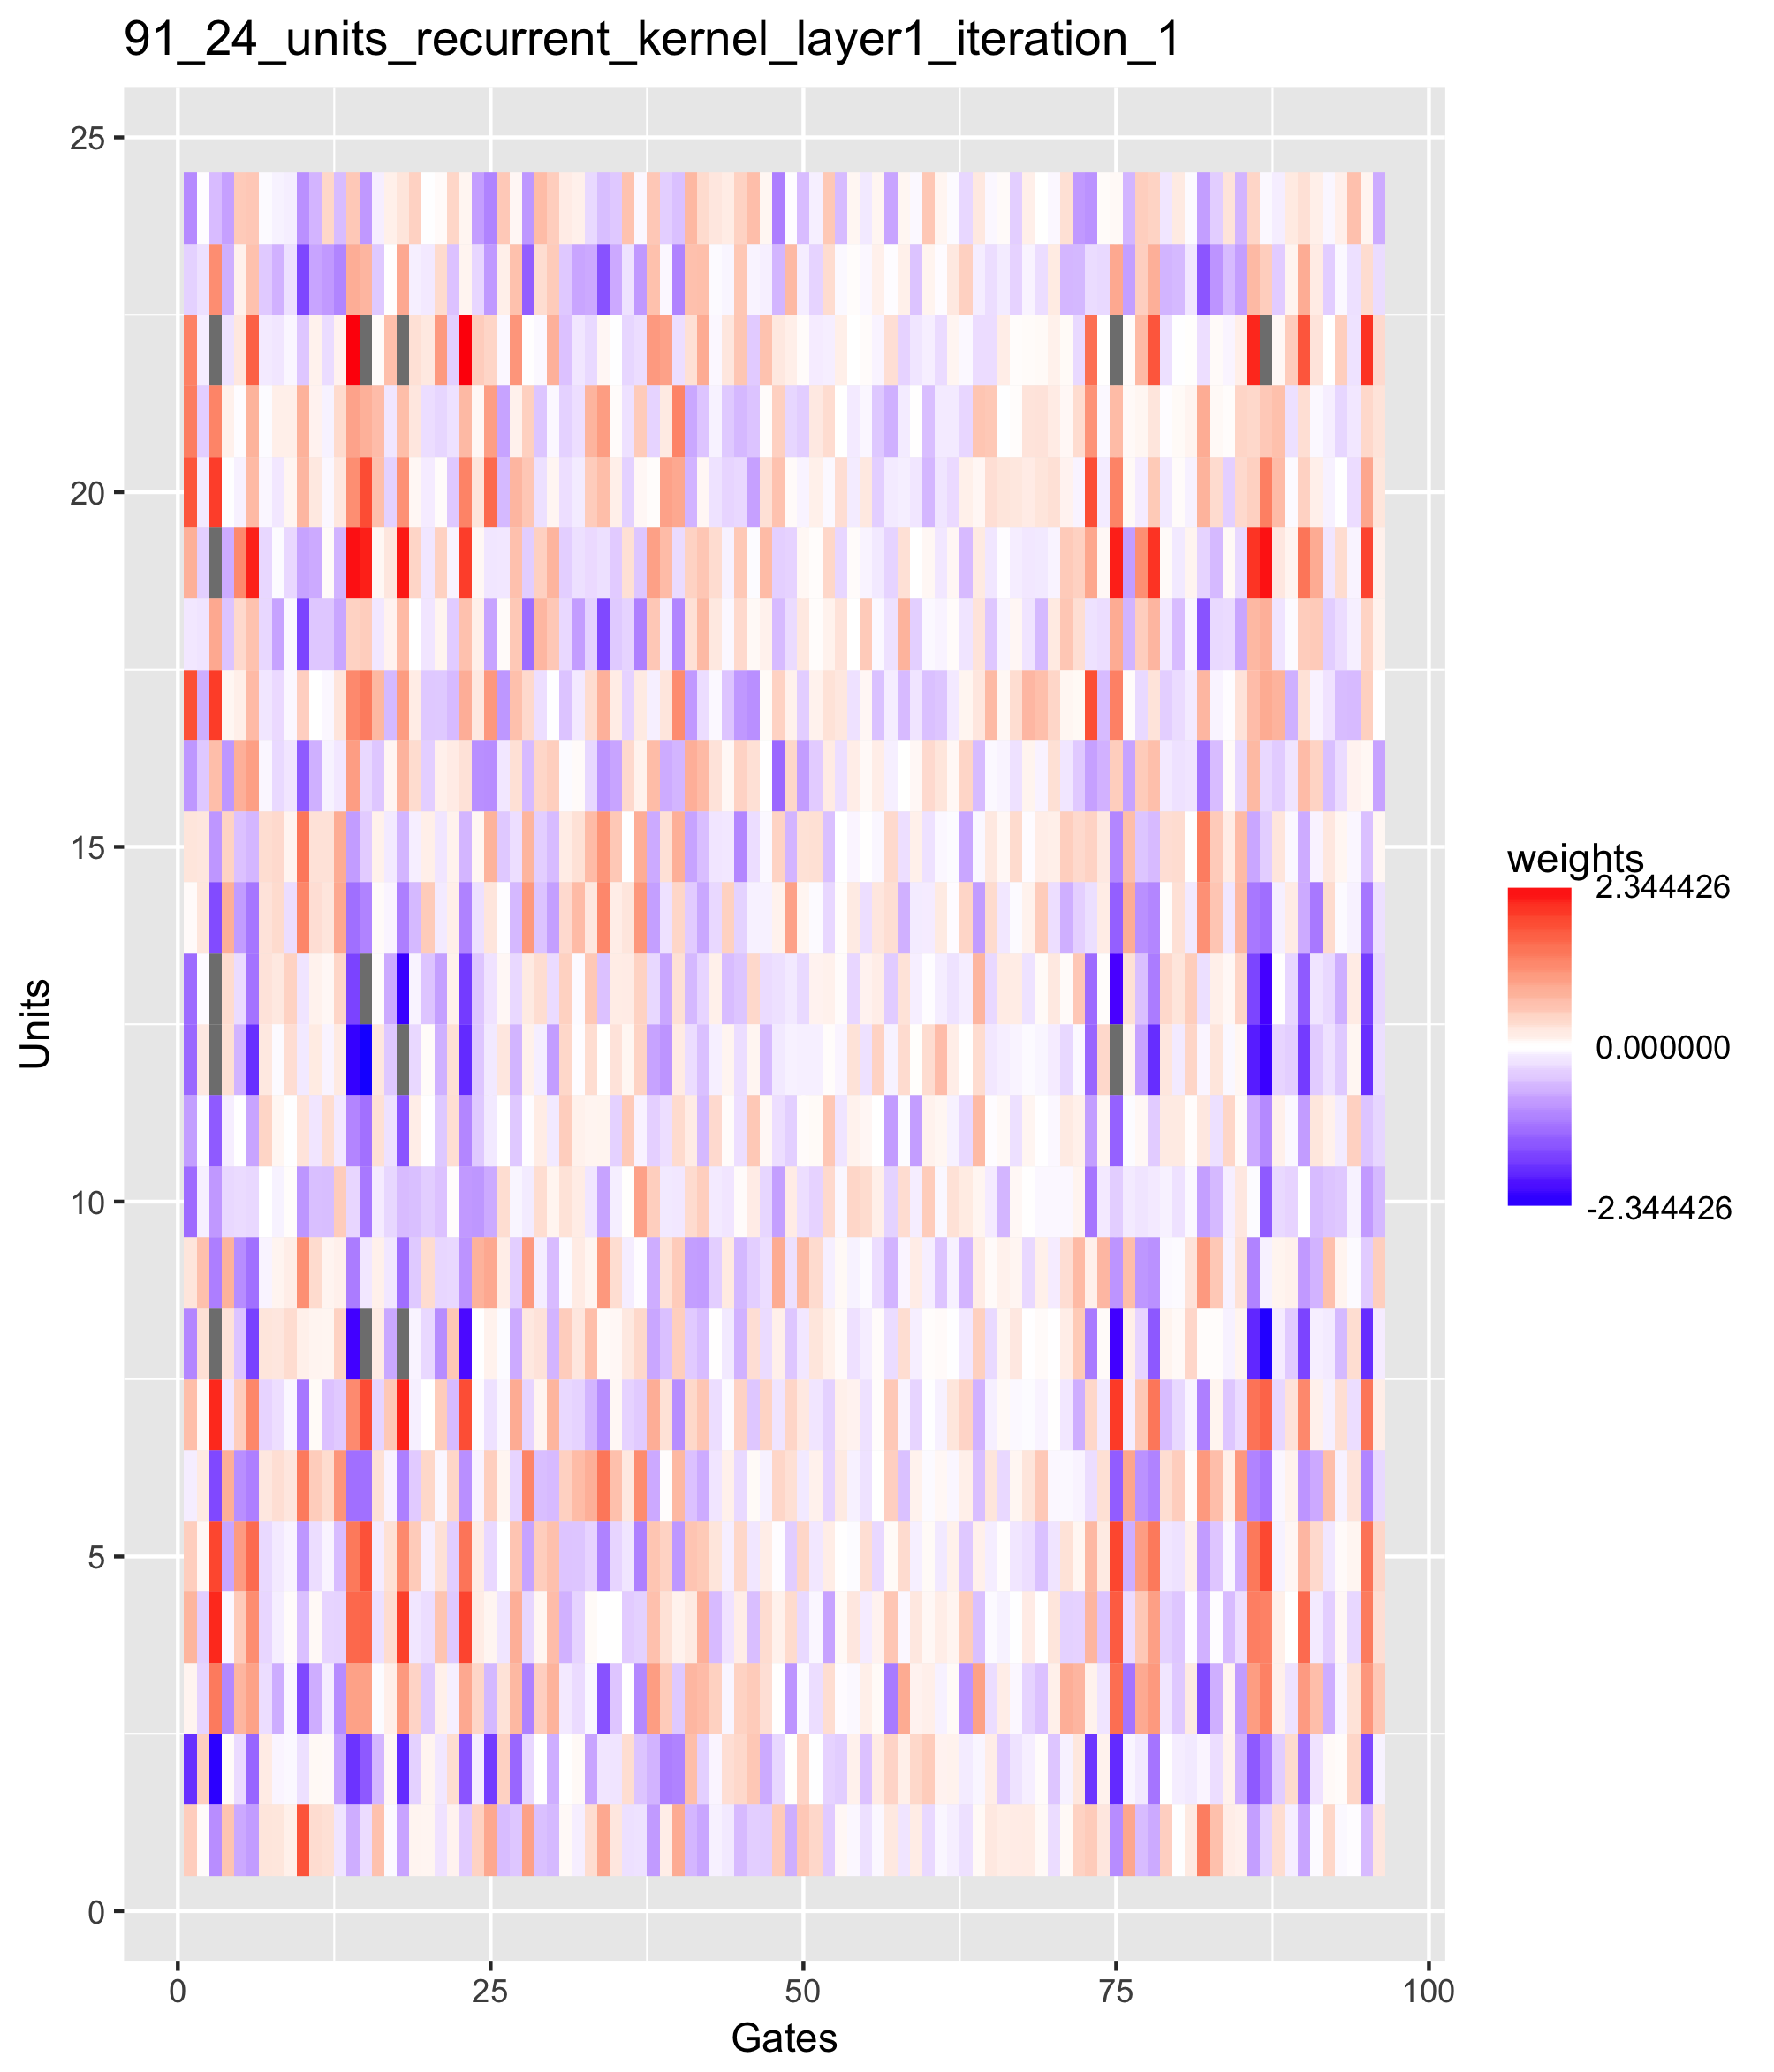 91_24_units_recurrent_kernel_layer1_iteration_1
25
20
15
10
5
0
Units
0 25 50 75 100
Gates
weights
2.344426
0.000000
-2.344426